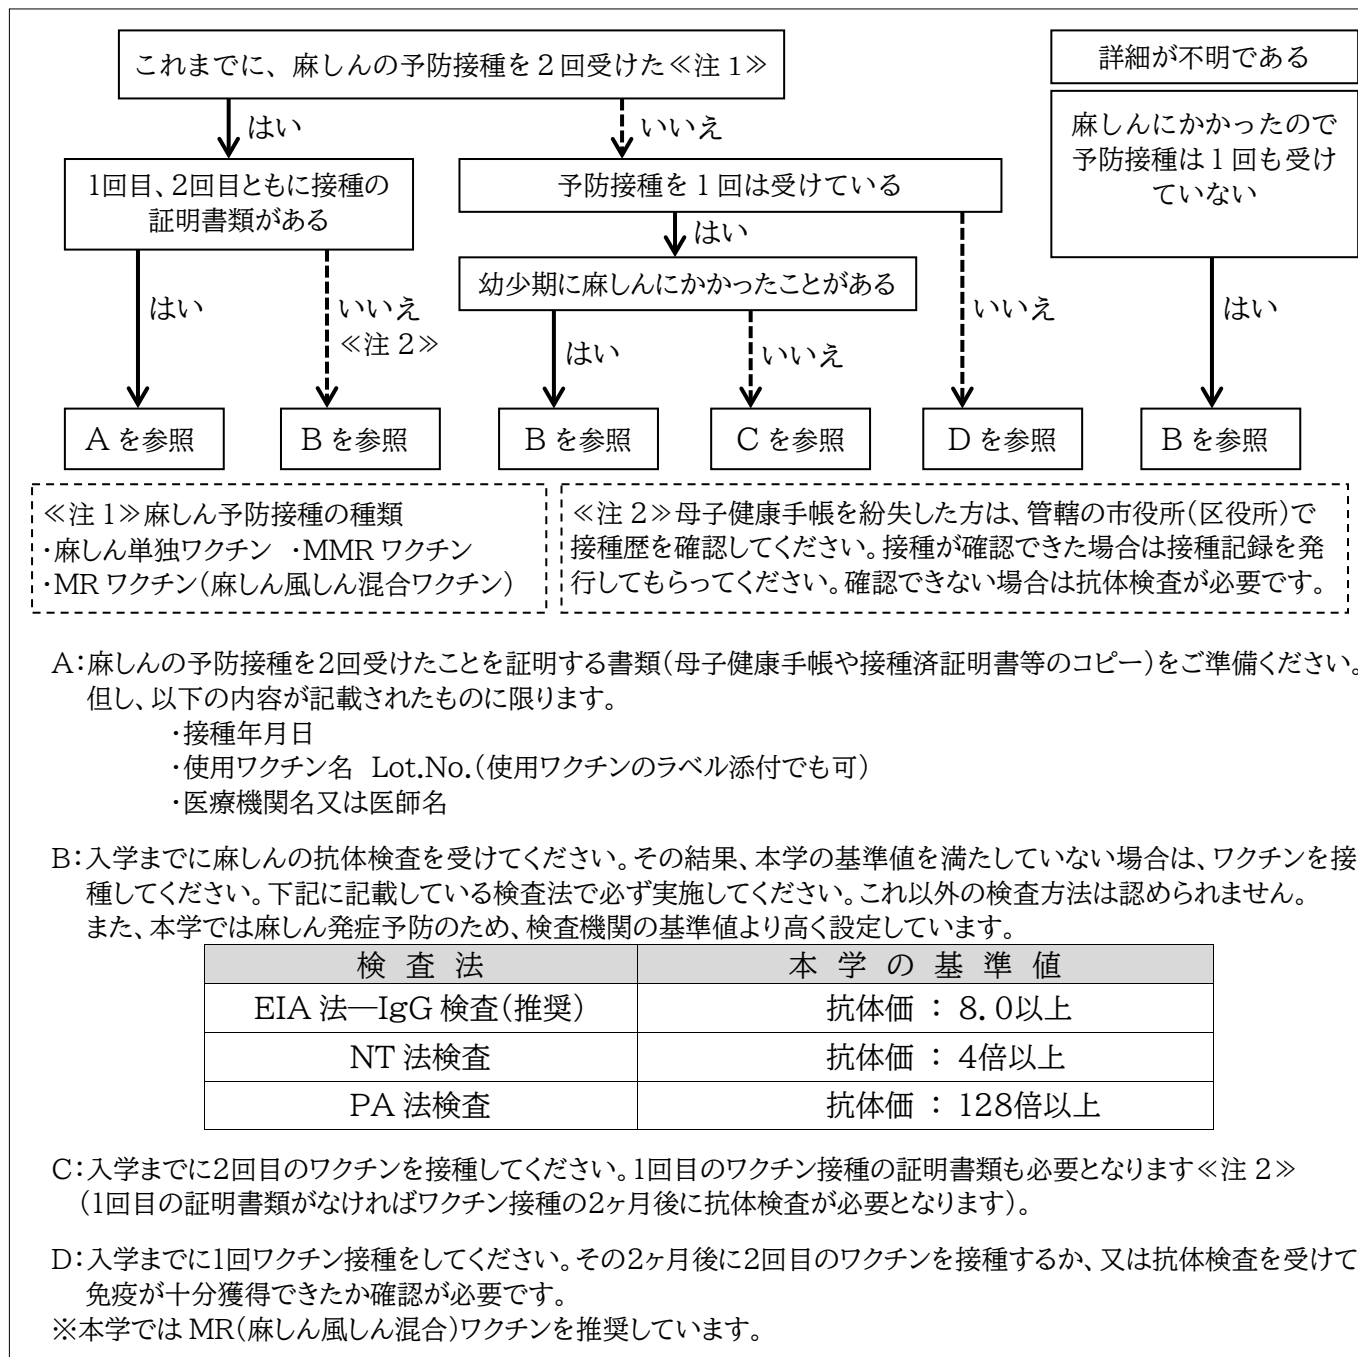 これまでに、麻しんの予防接種を2回受けた≪注1≫
詳細が不明である
麻しんにかかったので
予防接種は1回も受け
ていない
はい
いいえ
1回目、2回目ともに接種の
証明書類がある
予防接種を1回は受けている
はい
幼少期に麻しんにかかったことがある
はい
いいえ
≪注2≫
はい
いいえ
いいえ
はい
Aを参照
Bを参照
Bを参照
Cを参照
Dを参照
Bを参照
≪注1≫麻しん予防接種の種類
・麻しん単独ワクチン ・MMRワクチン
・MRワクチン(麻しん風しん混合ワクチン)
≪注2≫母子健康手帳を紛失した方は、管轄の市役所(区役所)で
接種歴を確認してください。接種が確認できた場合は接種記録を発
行してもらってください。確認できない場合は抗体検査が必要です。
A:麻しんの予防接種を2回受けたことを証明する書類(母子健康手帳や接種済証明書等のコピー)をご準備ください。
但し、以下の内容が記載されたものに限ります。
・接種年月日
・使用ワクチン名 Lot.No.(使用ワクチンのラベル添付でも可)
・医療機関名又は医師名
B:入学までに麻しんの抗体検査を受けてください。その結果、本学の基準値を満たしていない場合は、ワクチンを接
種してください。下記に記載している検査法で必ず実施してください。これ以外の検査方法は認められません。
また、本学では麻しん発症予防のため、検査機関の基準値より高く設定しています。
検査法 本学の基準値
EIA法―IgG検査(推奨) 抗体価:8.0以上
NT法検査 抗体価:4倍以上
PA法検査 抗体価:128倍以上
C:入学までに2回目のワクチンを接種してください。1回目のワクチン接種の証明書類も必要となります≪注2≫
(1回目の証明書類がなければワクチン接種の2ヶ月後に抗体検査が必要となります)。
D:入学までに1回ワクチン接種をしてください。その2ヶ月後に2回目のワクチンを接種するか、又は抗体検査を受けて
免疫が十分獲得できたか確認が必要です。
※本学ではMR(麻しん風しん混合)ワクチンを推奨しています。